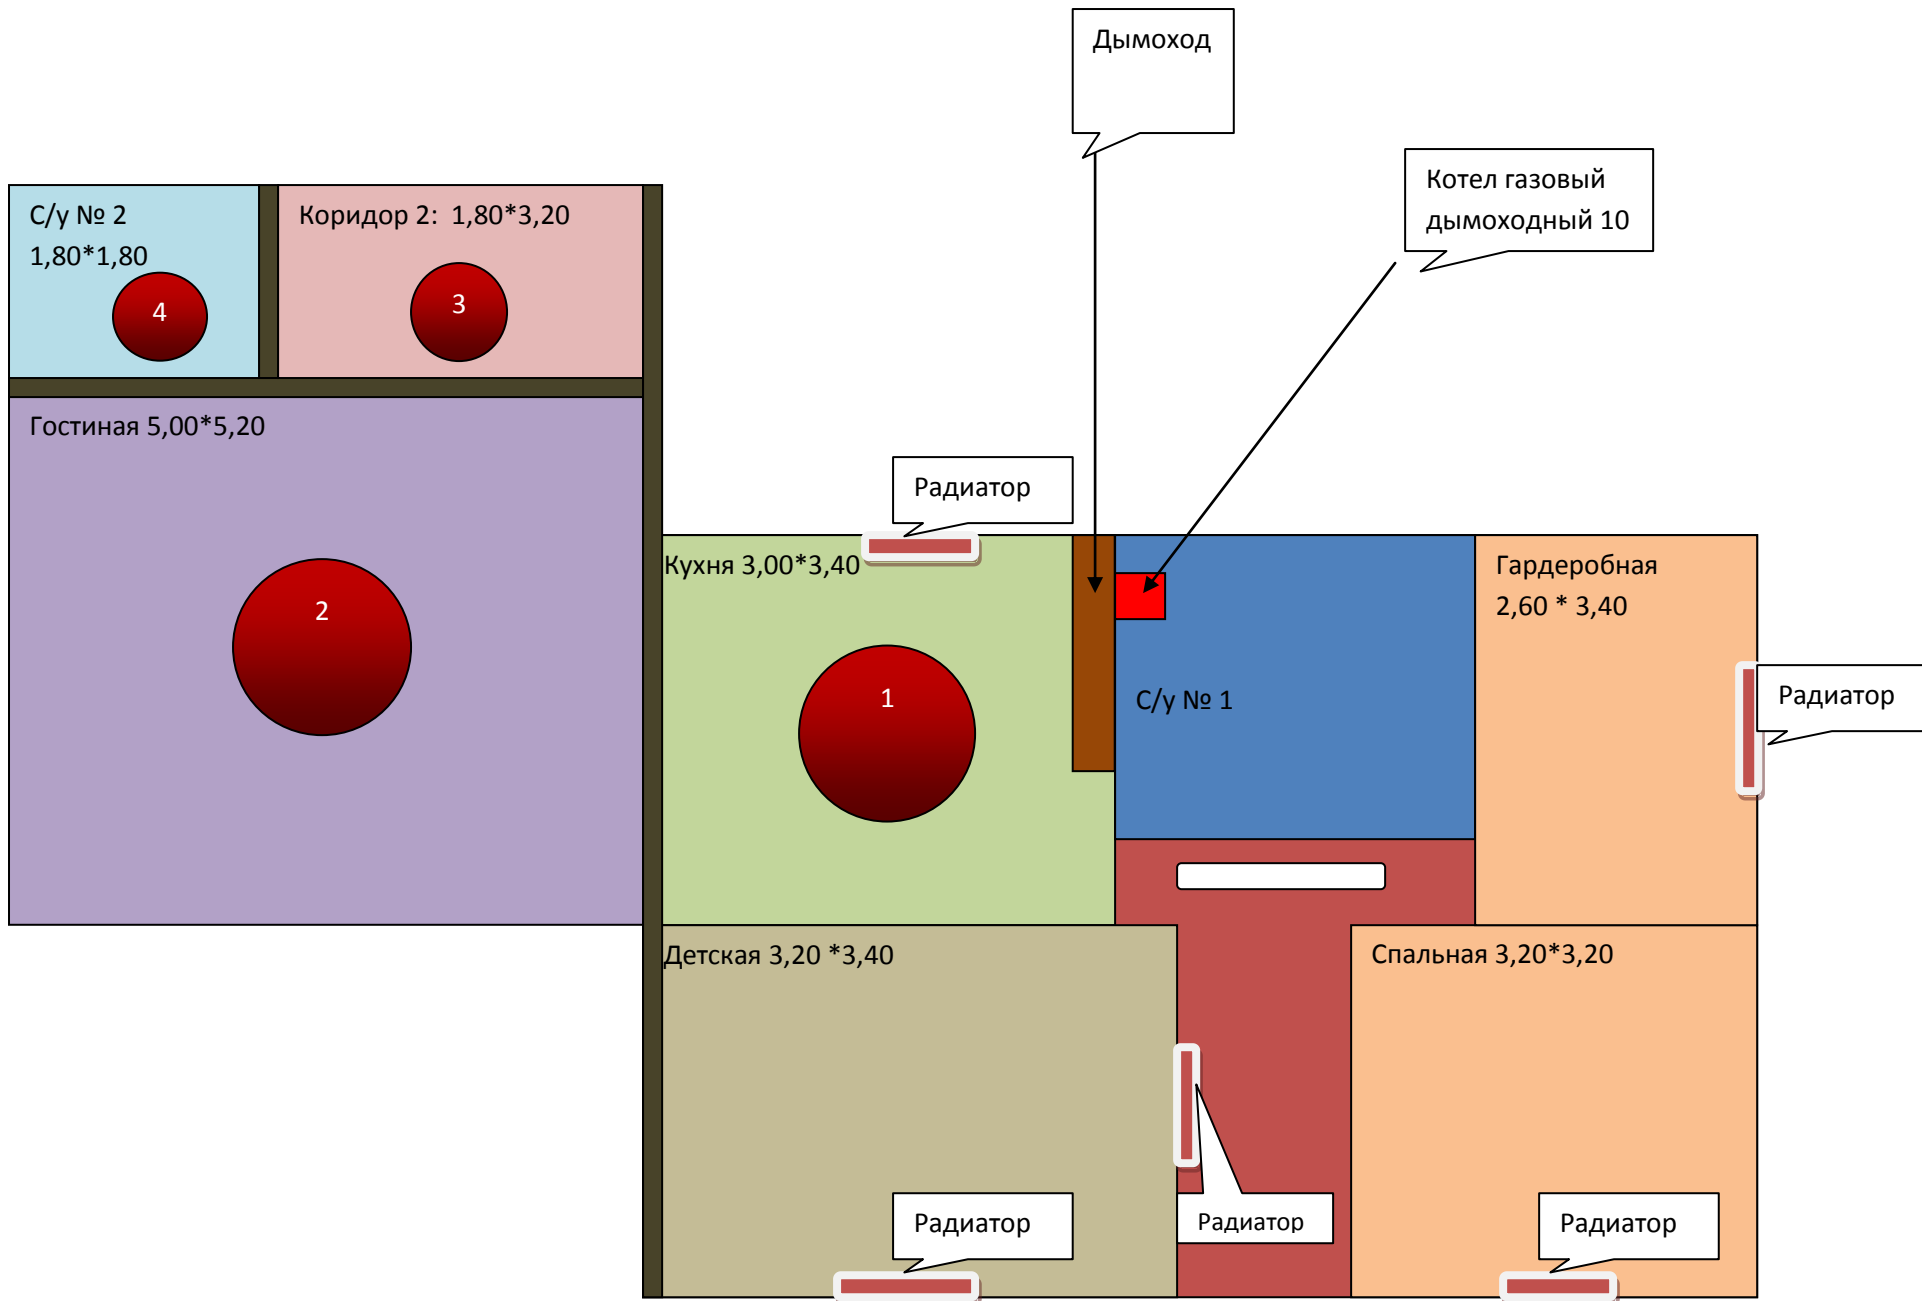 Дымоход
Котел газовый
дымоходный 10
С/у № 2
1,80*1,80
4
Коридор 2:  1,80*3,20
3
Гостиная 5,00*5,20
2
Радиатор
Кухня 3,00*3,40
1
С/у № 1
Гардеробная
2,60 * 3,40
Радиатор
Детская 3,20 *3,40
Спальная 3,20*3,20
Радиатор
Радиатор
Радиатор